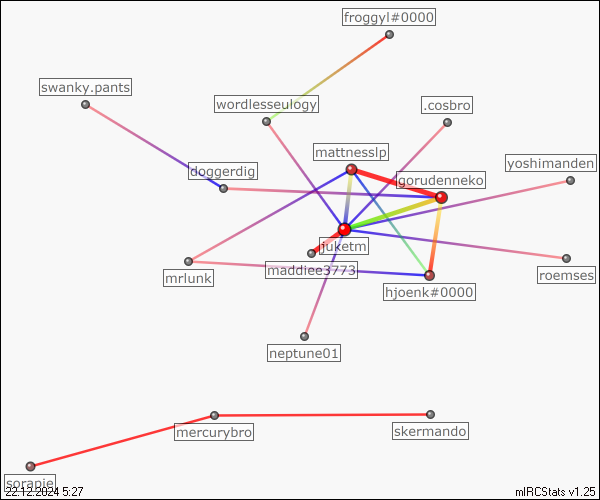 froggyl#0000
swanky.pants
wordlesseulogy
.cosbro
mattnesslp
yoshimanden
doggerdig
gorudenneko
juketm
maddiee3773
mrlunk
roemses
hjoenk#0000
neptune01
mercurybro
skermando
sorapie
22.12.2024 5:27
mIRCStats v1.25